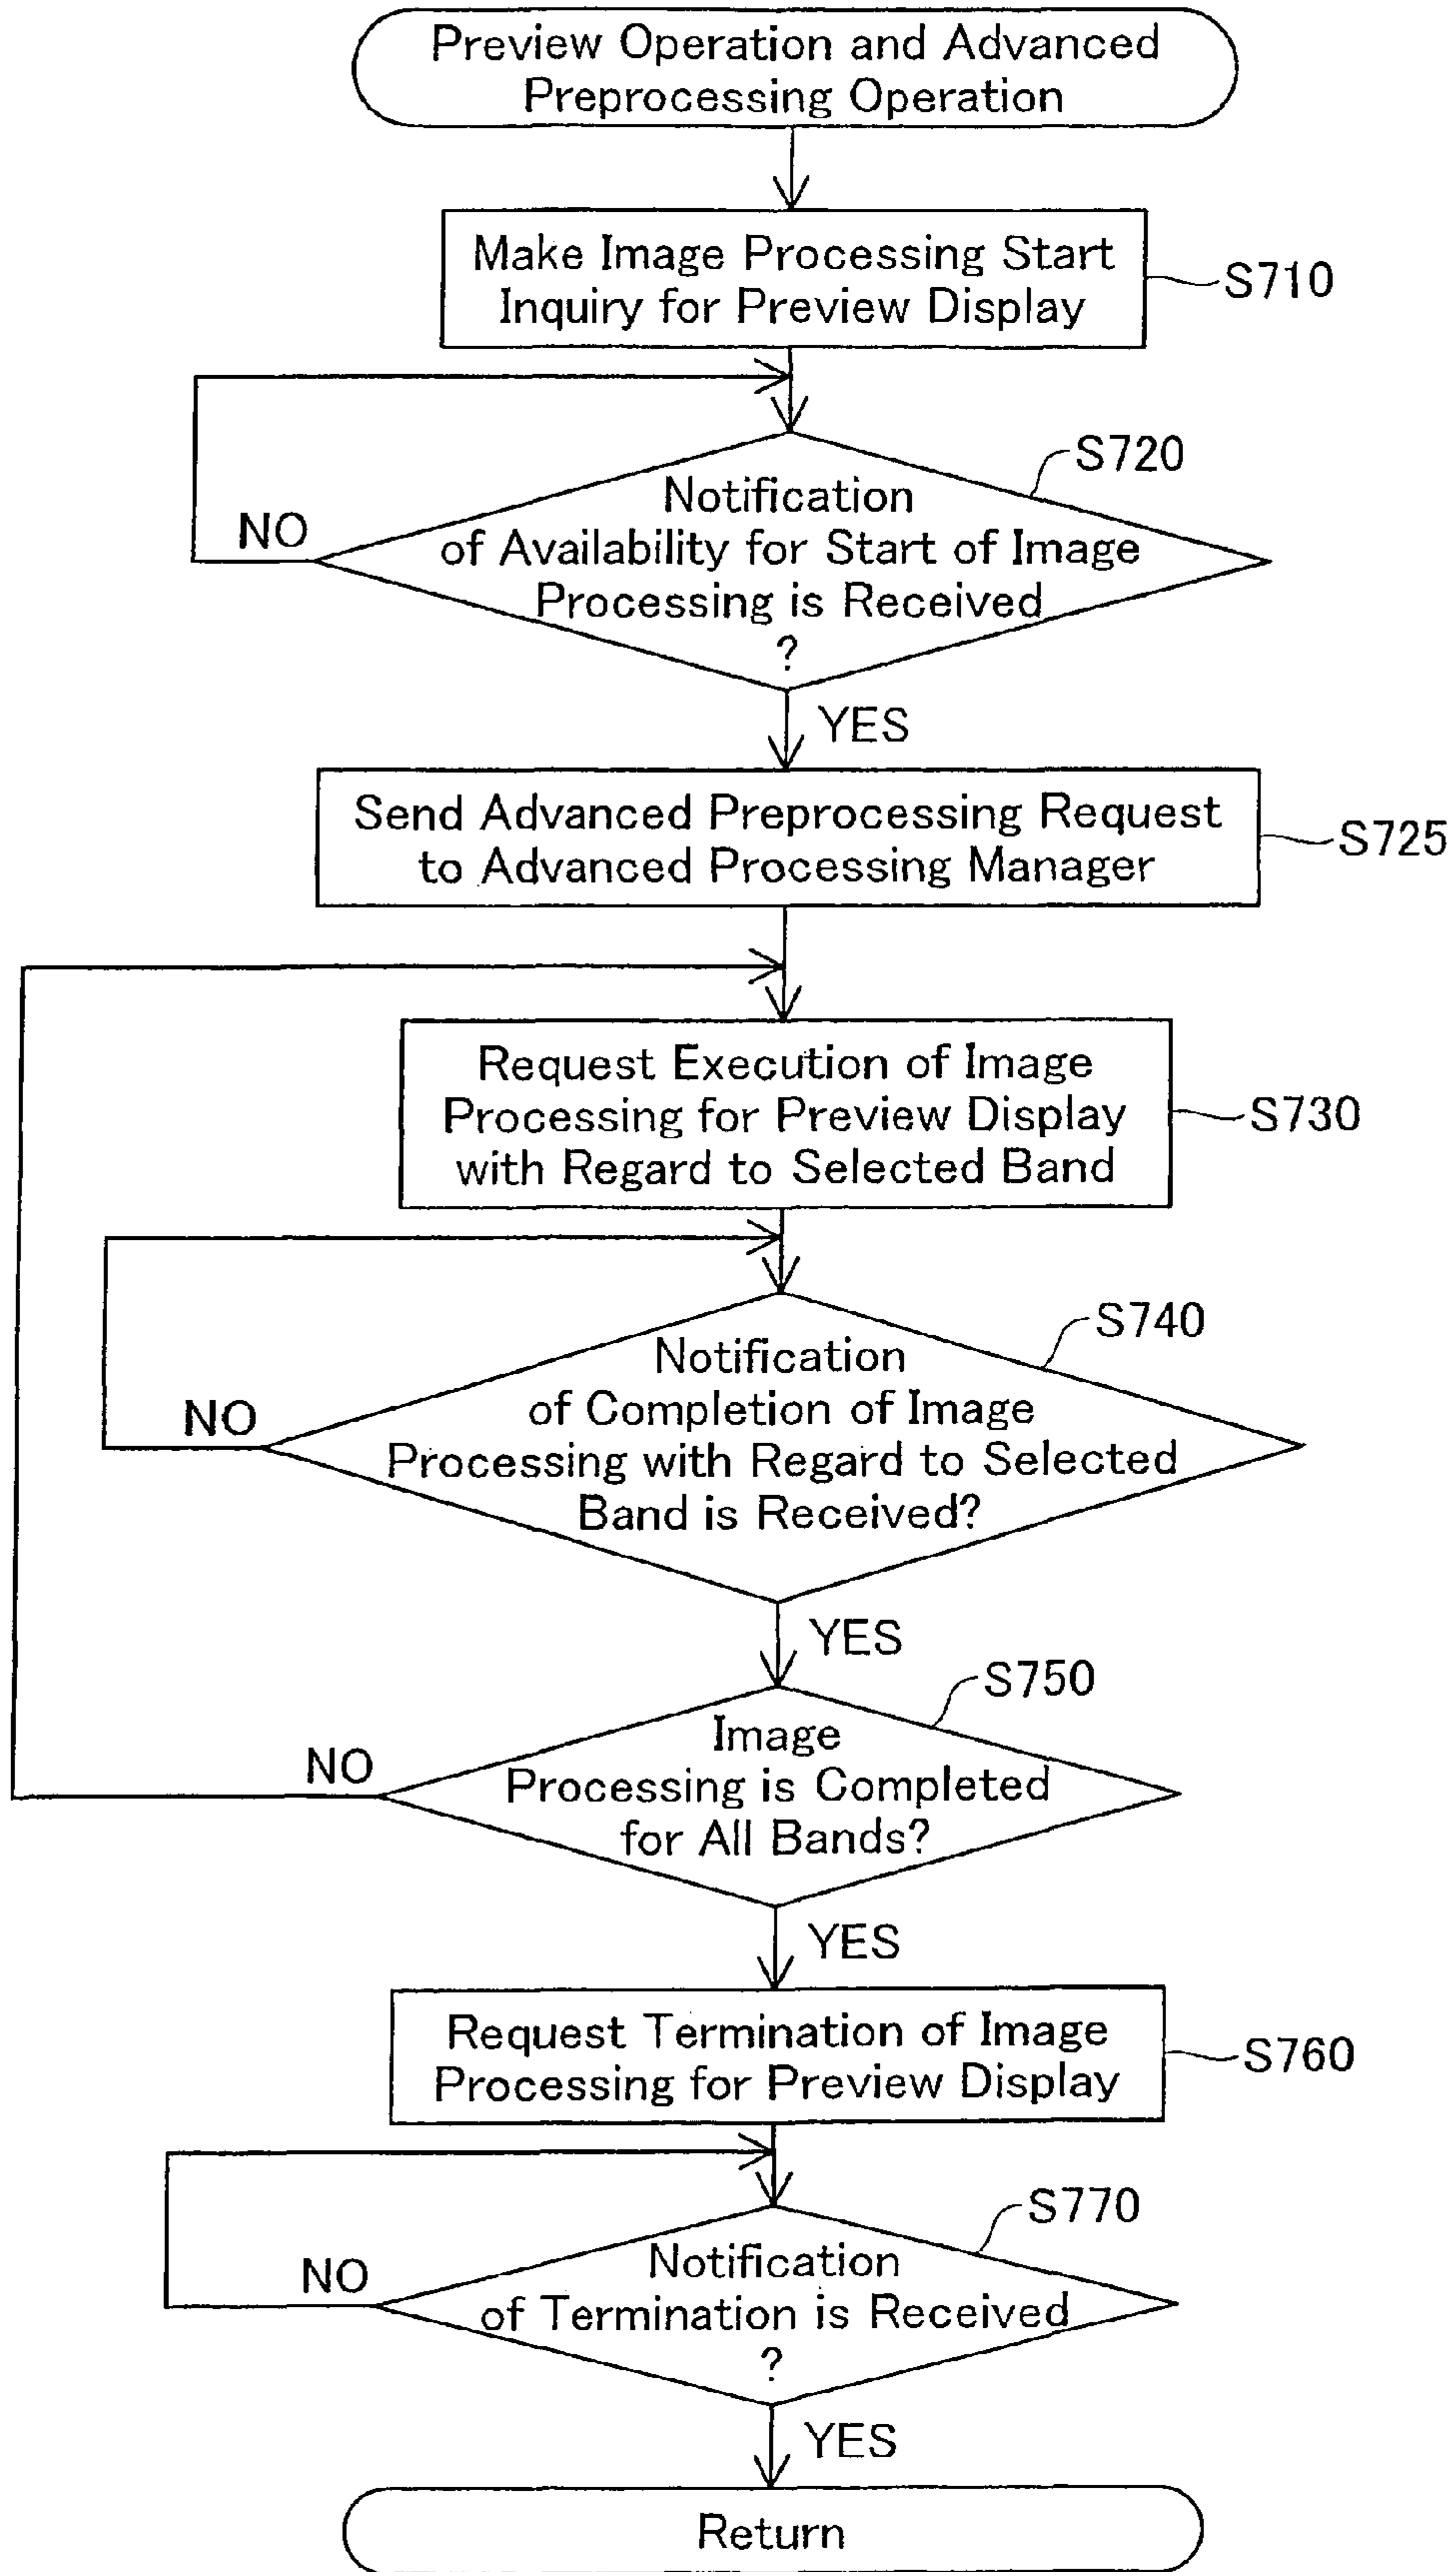 Preview Operation and Advanced
Preprocessing Operation
Make Image Processing Start
Inquiry for Preview Display
S710
S720
Notification
of Availability for Start of Image
Processing is Received
?
NO
YES
Send Advanced Preprocessing Request
to Advanced Processing Manager
S725
Request Execution of Image
Processing for Preview Display
with Regard to Selected Band
S730
S740
Notification
of Completion of Image
Processing with Regard to Selected
Band is Received?
NO
YES
S750
Image
Processing is Completed
for All Bands?
NO
YES
Request Termination of Image
Processing for Preview Display
S760
S770
Notification
of Termination is Received
?
NO
YES
Return